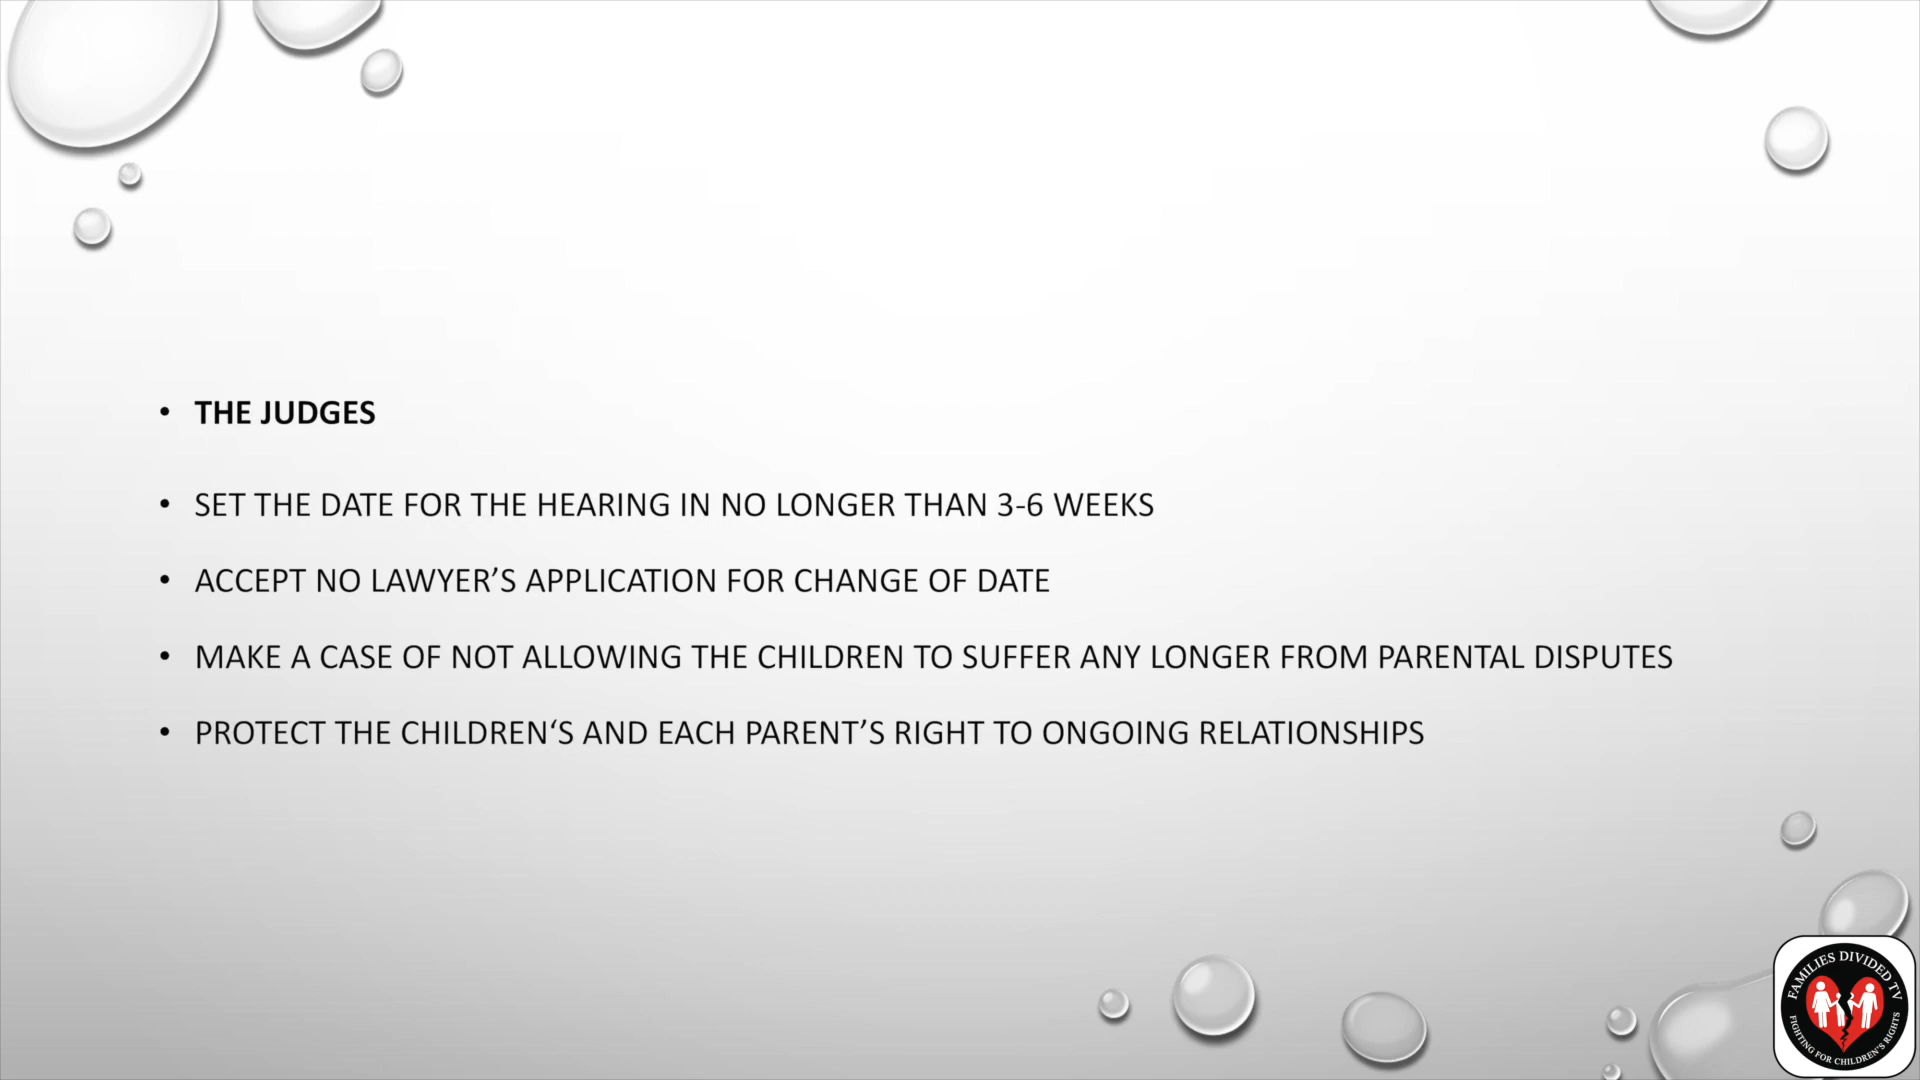 • THE JUDGES
• SET THE DATE FOR THE HEARING IN NO LONGER THAN 3-6 WEEKS
• ACCEPT NO LAWYER’S APPLICATION FOR CHANGE OF DATE
• MAKE A CASE OF NOT ALLOWING THE CHILDREN TO SUFFER ANY LONGER FROM PARENTAL DISPUTES
• PROTECT THE CHILDREN‘S AND EACH PARENT’S RIGHT TO ONGOING RELATIONSHIPS
FAMILIES DIVIDED TV
FIGHTING FOR CHILDREN'S RIGHTS